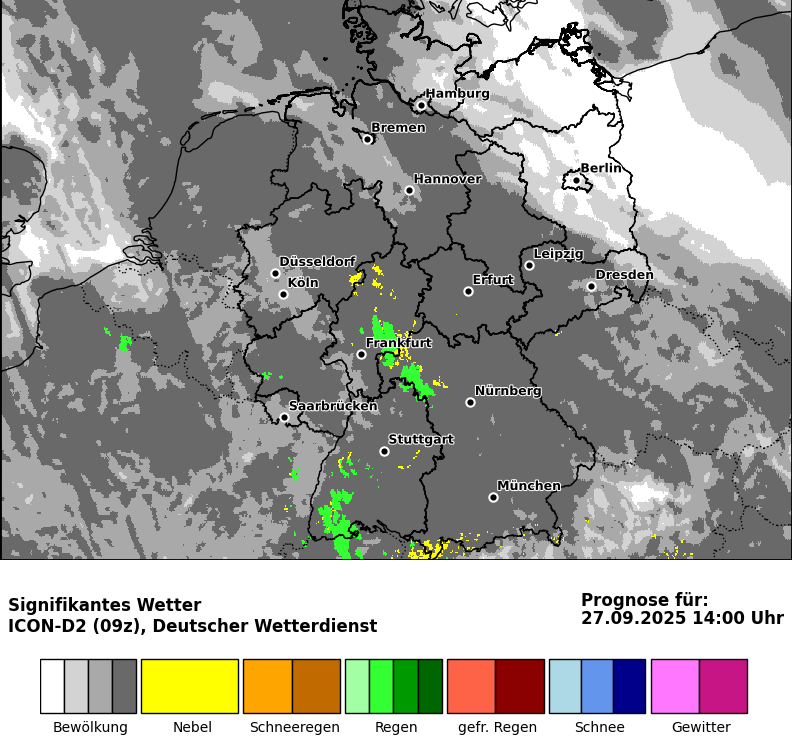 Hamburg
Bremen
Berlin
Hannover
Leipzig
Düsseldorf
Dresden
Erfurt
Köln
Frankfurt
Nürnberg
Saarbrücken
Stuttgart
München
Signifikantes Wetter
ICON-D2 (09z), Deutscher Wetterdienst
Prognose für:
27.09.2025 14:00 Uhr
Bewölkung
Nebel
Schneeregen
Regen
gefr. Regen
Schnee
Gewitter